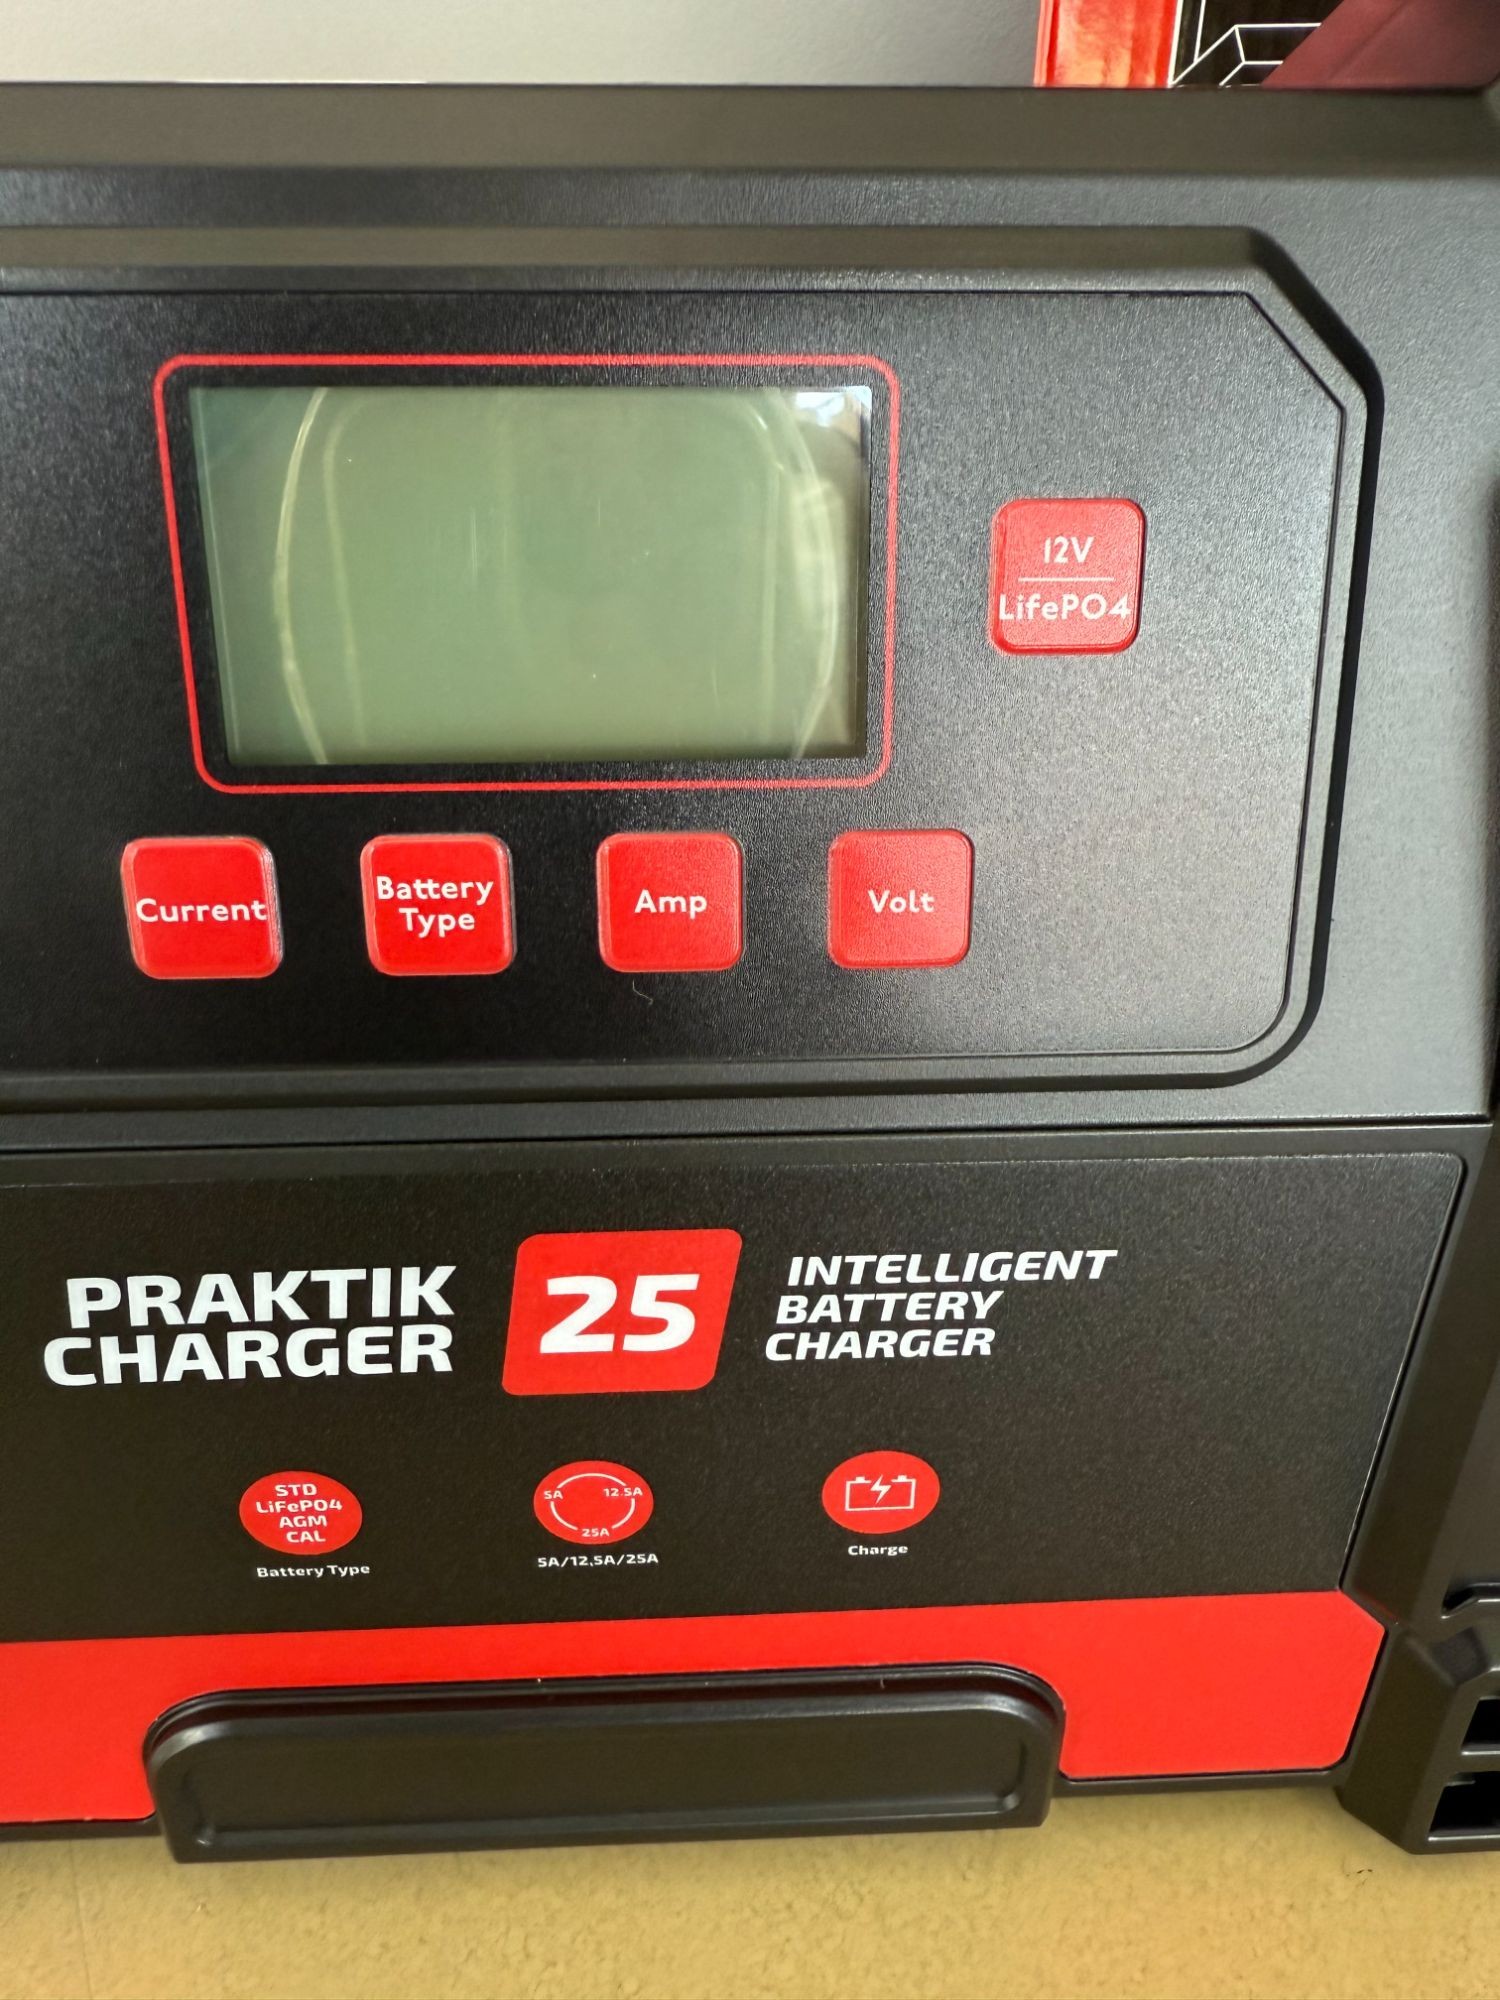 12V
LifePO4
Current
Battery
Type
Amp
Volt
PRAKTIK
CHARGER
25
INTELLIGENT
BATTERY
CHARGER
STD
LiFePO4
AGM
CAL
Battery Type
5A 12.5A
25A
5A/12,5A/25A
Charge